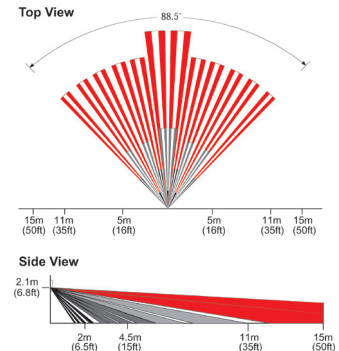 Top View
88.5°
15m 11m 5m 5m 11m 15m
(50ft) (35ft) (16ft) (16ft) (35ft) (50ft)
Side View
2.1m
(6.8ft)
2m 4.5m 11m 15m
(6.5ft) (15ft) (35ft) (50ft)